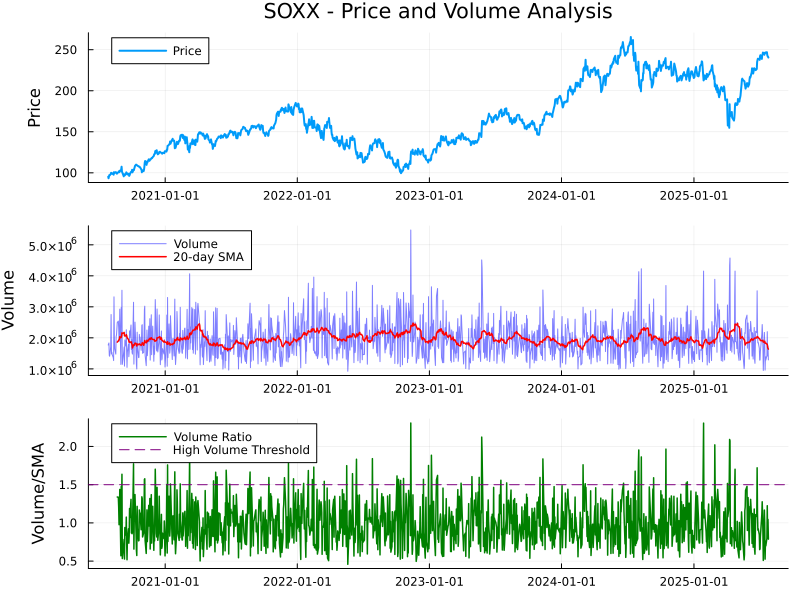 SOXX - Price and Volume Analysis
Price
250
200
150
100
Price
2021-01-01 2022-01-01 2023-01-01 2024-01-01 2025-01-01
Volume
20-day SMA
5.0×10⁶
4.0×10⁶
3.0×10⁶
2.0×10⁶
1.0×10⁶
Volume
2021-01-01 2022-01-01 2023-01-01 2024-01-01 2025-01-01
Volume Ratio
High Volume Threshold
2.0
1.5
1.0
0.5
Volume/SMA
2021-01-01 2022-01-01 2023-01-01 2024-01-01 2025-01-01